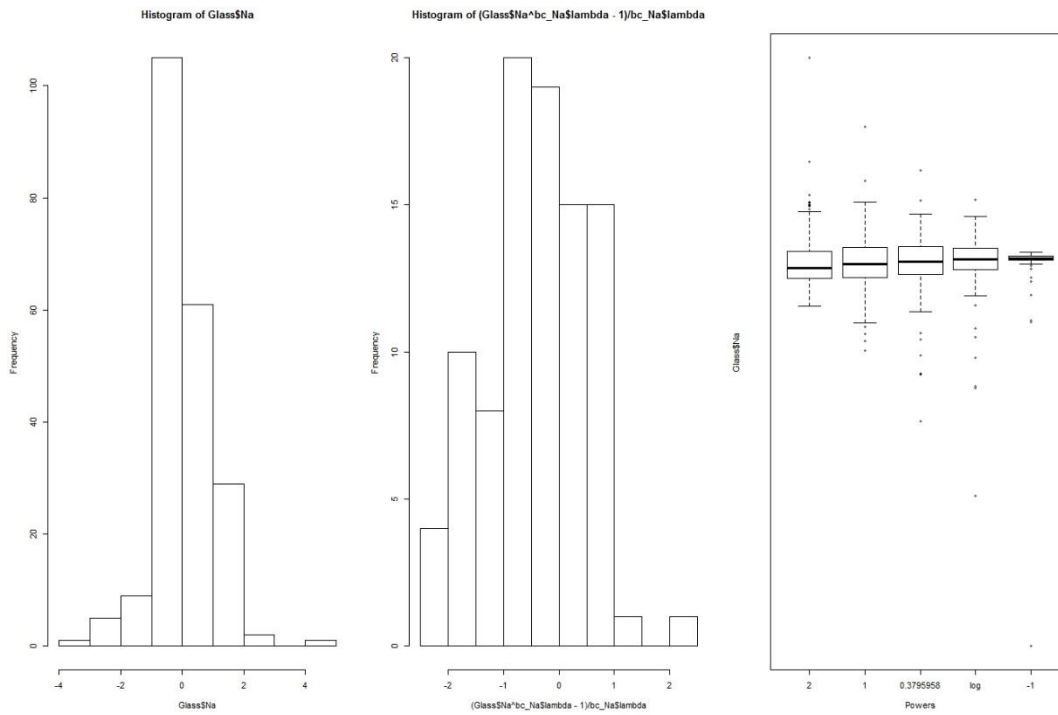 Histogram of Glass$Na
Frequency
100
80
60
40
20
0
-4
-2
0
2
4
Glass$Na
Histogram of (Glass$Na^bc_Na$lambda - 1)/bc_Na$lambda
Frequency
20
15
10
5
0
-2
-1
0
1
2
(Glass$Na^bc_Na$lambda - 1)/bc_Na$lambda
Glass$Na
2
1
0.3795958
log
-1
Powers